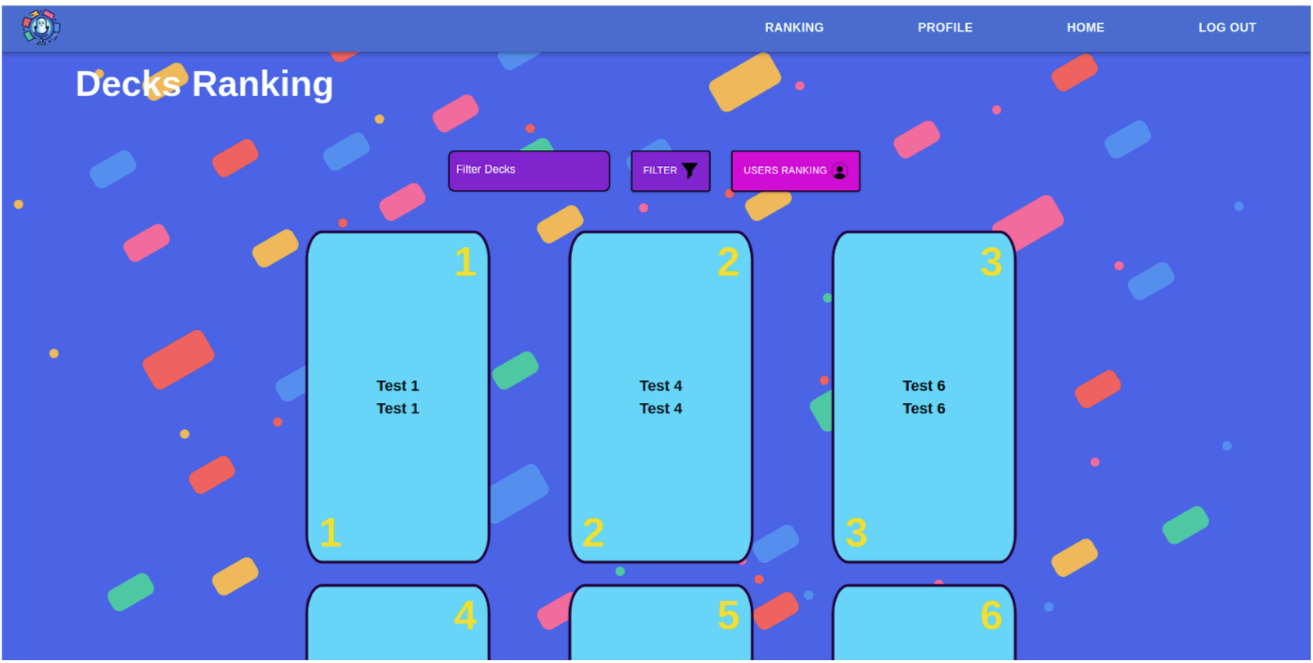 RANKING PROFILE HOME LOG OUT
Decks Ranking
Filter Decks FILTER USERS RANKING
1 2 3
Test 1 Test 4 Test 6
Test 1 Test 4 Test 6
1 2 3
4 5 6